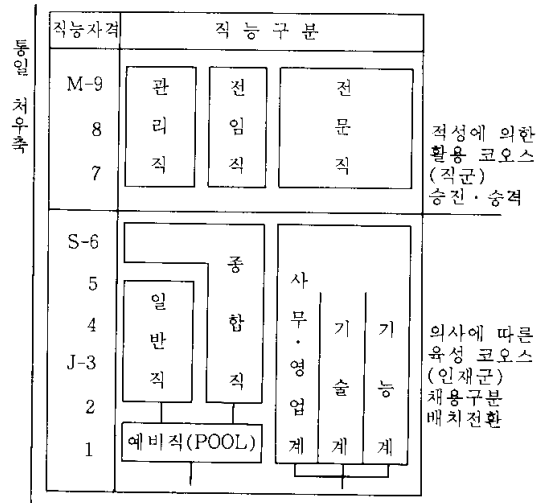 통일 처우축
직능자격
직능구분
M-9
8
7
관리직
전임직
전문직
적성에 의한
활용 코오스
(직군)
승진·승격
S-6
5
4
J-3
2
1
일반직
종합직
예비직(POOL)
사무·영업계
기술계
기능계
의사에 따른
육성 코오스
(인재군)
채용구분
배치전환